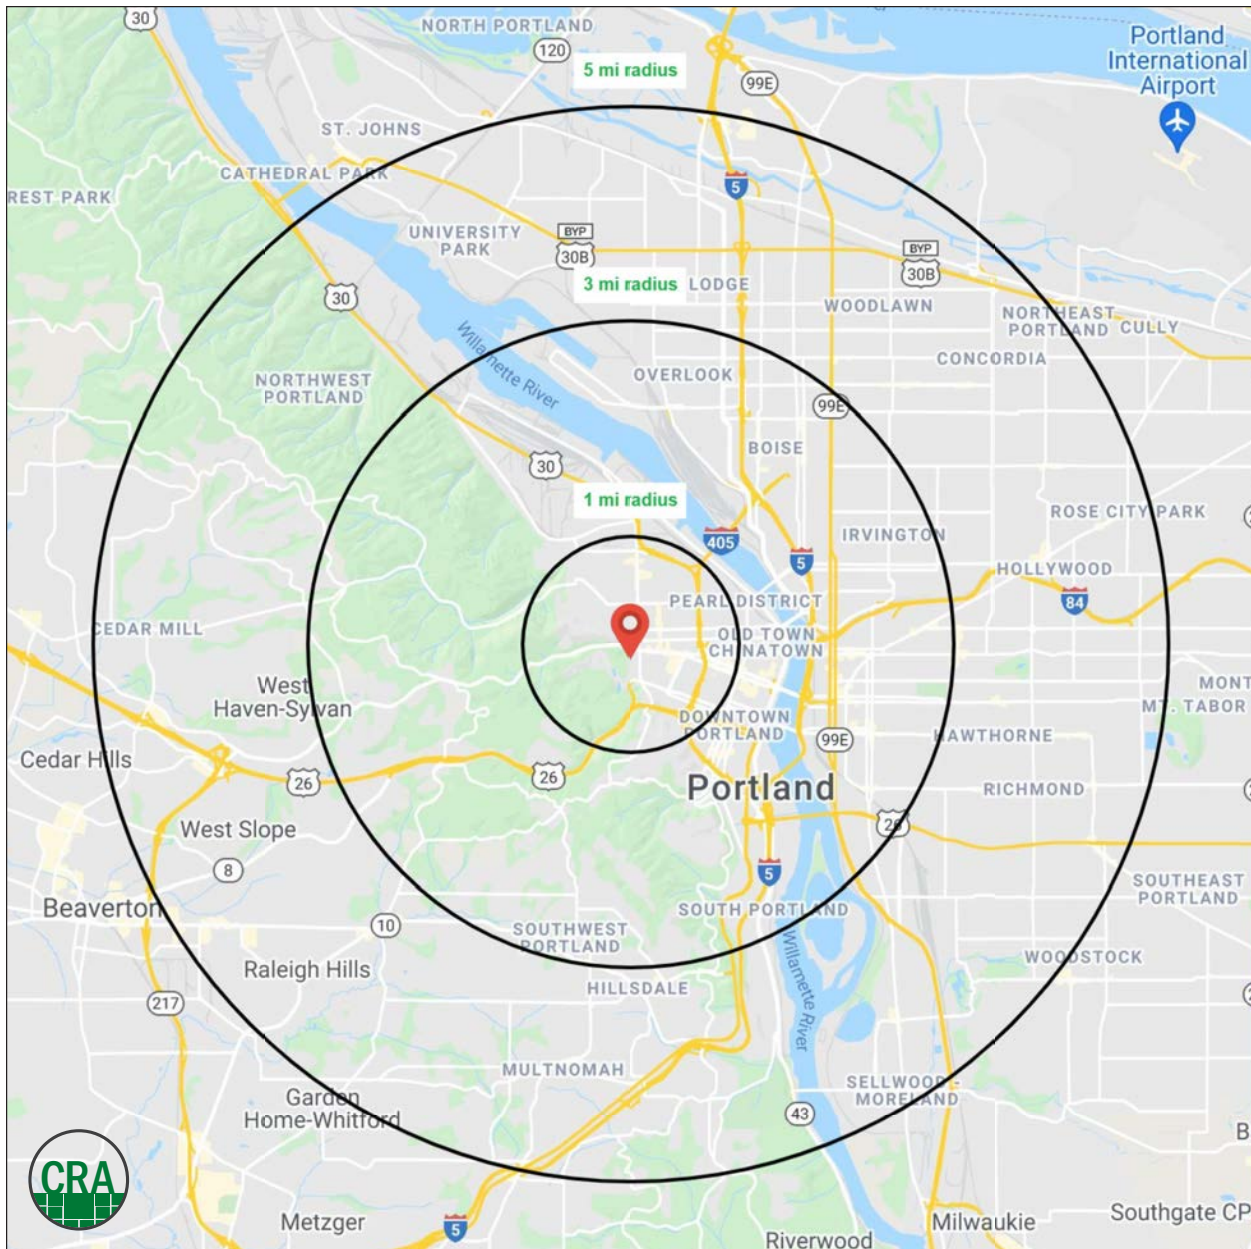 30
NORTH PORTLAND
120
5 mi radius
99E
Portland
International
Airport
ST. JOHNS
CATHEDRAL PARK
5
REST PARK
UNIVERSITY
PARK
BYP
30B
BYP
30B
30
3 mi radius
LODGE
WOODLAWN
NORTHEAST
PORTLAND
CULLY
Willamette River
CONCORDIA
NORTHWEST
PORTLAND
OVERLOOK
99E
BOISE
30
1 mi radius
ROSE CITY PARK
405
5
IRVINGTON
HOLLYWOOD
84
PEARL DISTRICT
CEDAR MILL
OLD TOWN
CHINATOWN
West
Haven-Sylvan
MONT
MT. TABOR
DOWNTOWN
PORTLAND
99E
HAWTHORNE
Cedar Hills
26
26
Portland
RICHMOND
West Slope
26
8
5
SOUTHEAST
PORTLAND
Beaverton
SOUTH PORTLAND
10
SOUTHWEST
PORTLAND
Raleigh Hills
WOODSTOCK
HILLSDALE
217
Willamette River
MULTNOMAH
SELLWOOD -
MORELAND
Garden
Home-Whitford
43
B
CRA
Metzger
5
Milwaukie
Southgate CP
Riverwood